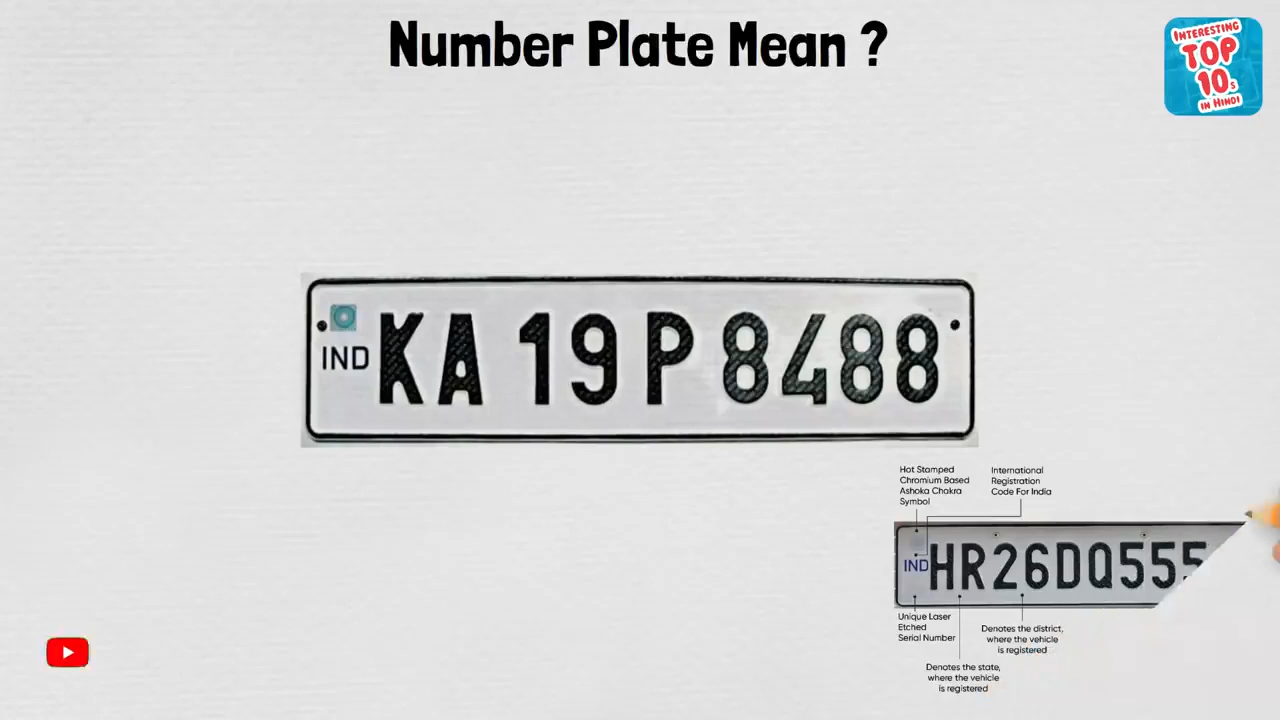 Number Plate Mean ?
INTERESTING
TOP
10s
IN HINDI
IND KA 19 P 8488
Hot Stamped
Chromium Based
Ashoka Chakra
Symbol
International
Registration
Code For India
IND HR26DQ555
Unique Laser
Etched
Serial Number
Denotes the district,
where the vehicle
is registered
Denotes the state,
where the vehicle
is registered